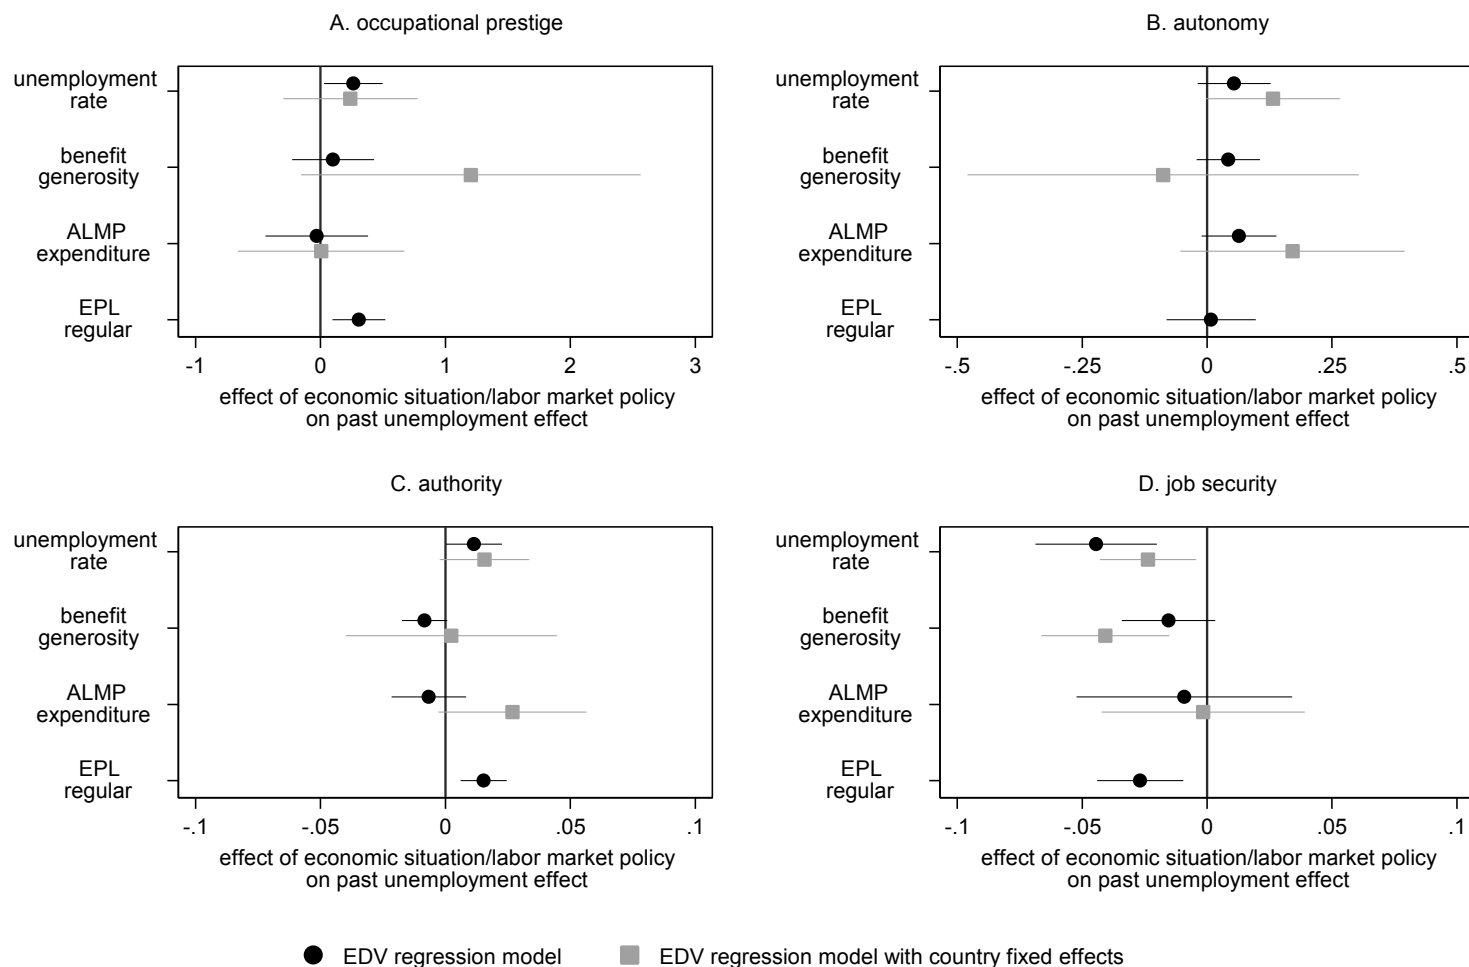 A. occupational prestige
unemployment
rate
benefit
generosity
ALMP
expenditure
EPL
regular
-1 0 1 2 3
effect of economic situation/labor market policy
on past unemployment effect
B. autonomy
unemployment
rate
benefit
generosity
ALMP
expenditure
EPL
regular
-.5 -.25 0 .25 .5
effect of economic situation/labor market policy
on past unemployment effect
C. authority
unemployment
rate
benefit
generosity
ALMP
expenditure
EPL
regular
-.1 -.05 0 .05 .1
effect of economic situation/labor market policy
on past unemployment effect
D. job security
unemployment
rate
benefit
generosity
ALMP
expenditure
EPL
regular
-.1 -.05 0 .05 .1
effect of economic situation/labor market policy
on past unemployment effect
EDV regression model
EDV regression model with country fixed effects